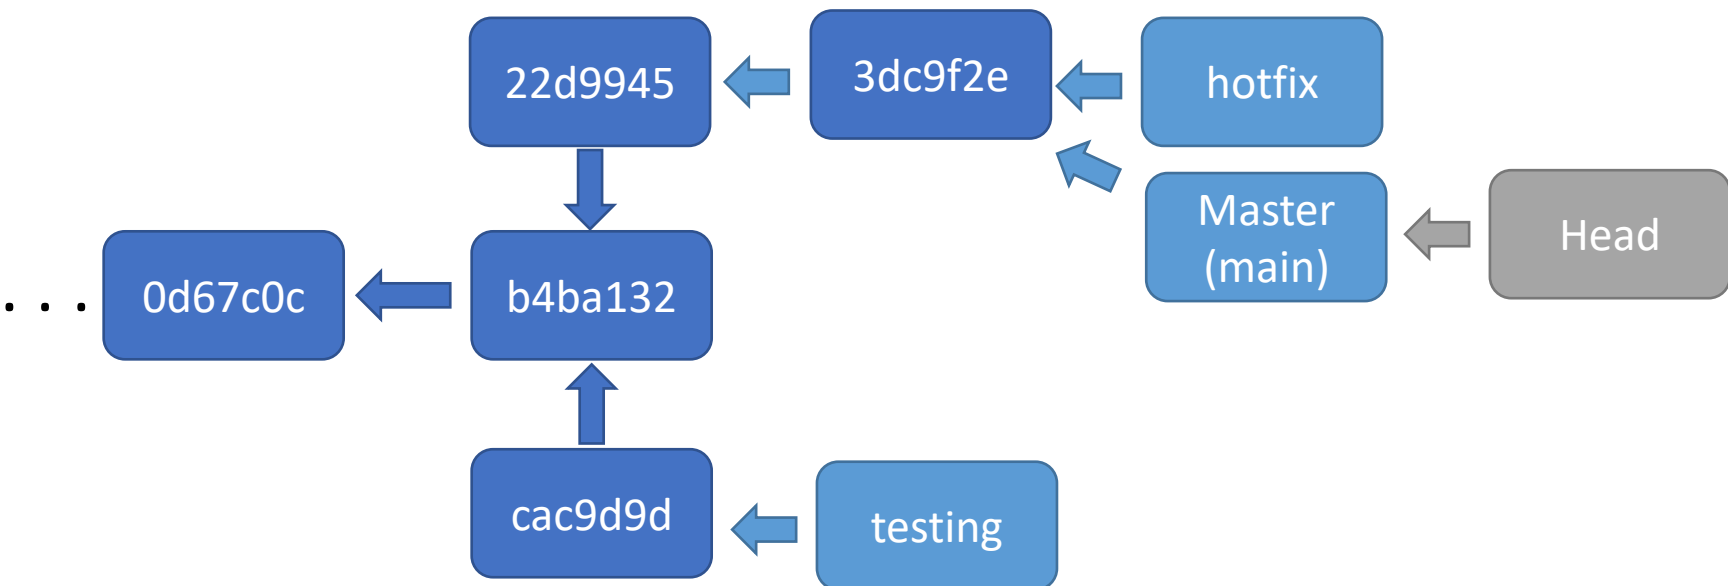 22d9945
3dc9f2e
hotfix
Master
(main)
Head
. . .
0d67c0c
b4ba132
cac9d9d
testing